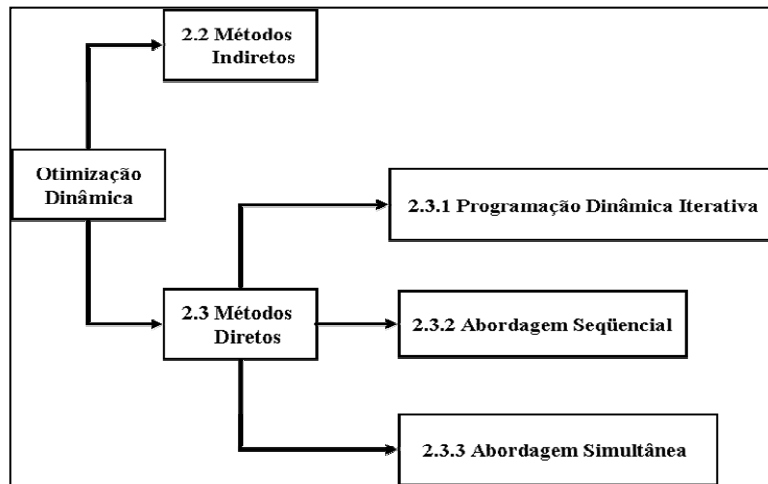 2.2 Métodos
Indiretos
Otimização
Dinâmica
2.3.1 Programação Dinâmica Iterativa
2.3 Métodos
Diretos
2.3.2 Abordagem Seqüencial
2.3.3 Abordagem Simultânea